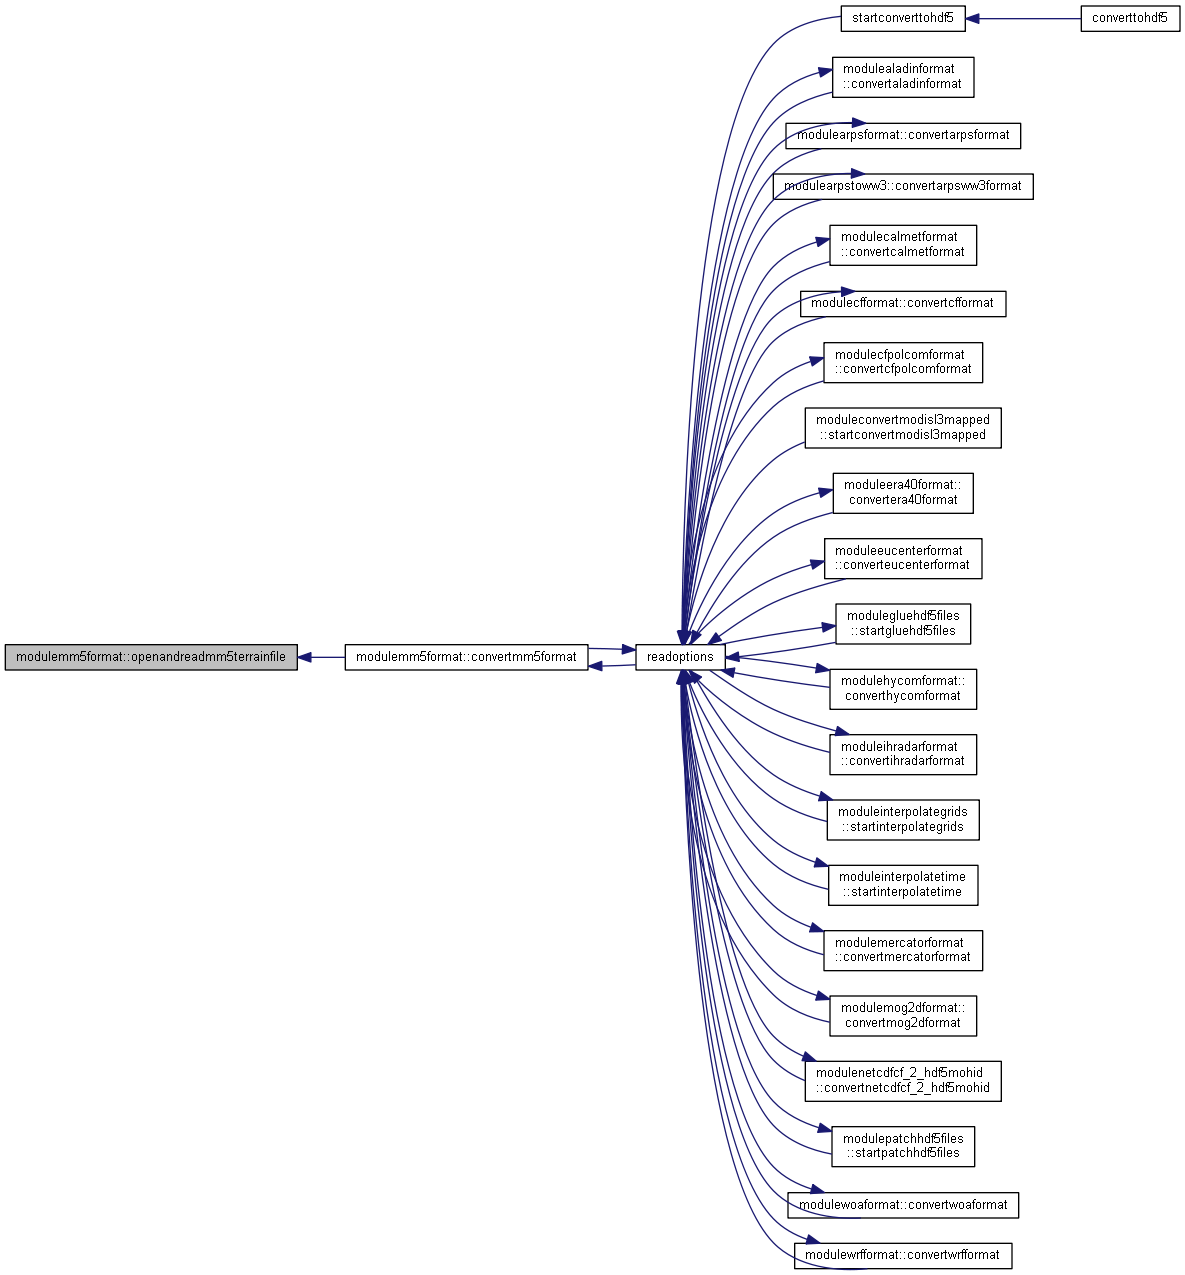 startconverttohdf5
converttohdf5
modulealadinformat
::convertaladinformat
modulearpsformat::convertarpsformat
modulearpstoww3::convertarpsww3format
modulecalmetformat
::convertcalmetformat
modulecfformat::convertcfformat
modulecfpolcomformat
::convertcfpolcomformat
moduleconvertmodisl3mapped
::startconvertmodisl3mapped
moduleera40format::
convertera40format
moduleeucenterformat
::converteucenterformat
modulegluehdf5files
::startgluehdf5files
modulemm5format::openandreadmm5terrainfile
modulemm5format::convertmm5format
readoptions
modulehycomformat::
converthycomformat
moduleihradarformat
::convertihradarformat
moduleinterpolategrids
::startinterpolategrids
moduleinterpolatetime
::startinterpolatetime
modulemercatorformat
::convertmercatorformat
modulemog2dformat::
convertmog2dformat
modulenetcdfcf_2_hdf5mohid
::convertnetcdfcf_2_hdf5mohid
modulepatchhdf5files
::startpatchhdf5files
modulewoaformat::convertwoaformat
modulewrfformat::convertwrfformat